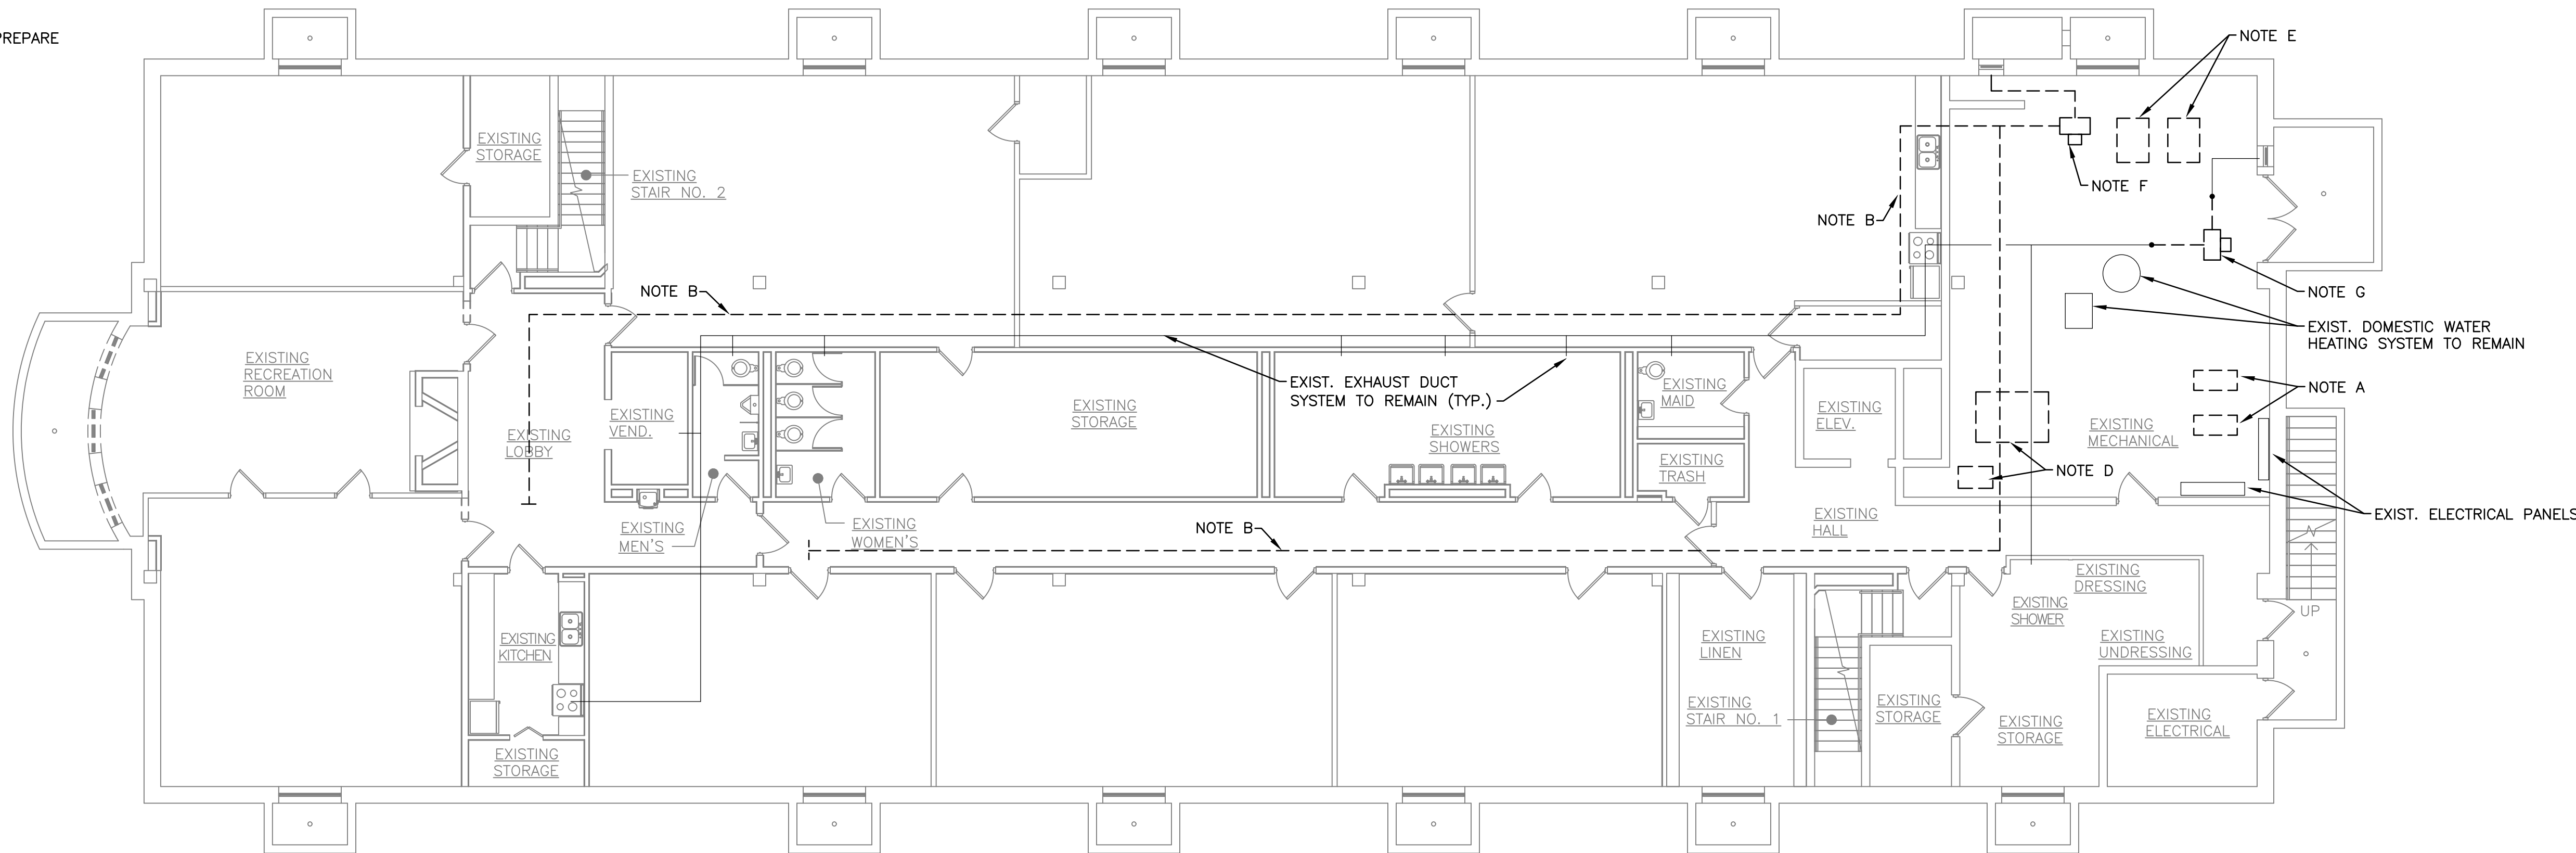 PREPARE
NOTE E
EXISTING
STORAGE
EXISTING
STAIR NO. 2
NOTE F
NOTE B
NOTE B
NOTE G
EXIST. DOMESTIC WATER
HEATING SYSTEM TO REMAIN
EXISTING
RECREATION
ROOM
EXIST. EXHAUST DUCT
SYSTEM TO REMAIN (TYP.)
EXISTING
MAID
NOTE A
EXISTING
VEND.
EXISTING
STORAGE
EXISTING
ELEV.
EXISTING
LOBBY
EXISTING
SHOWERS
EXISTING
MECHANICAL
EXISTING
TRASH
NOTE D
EXISTING
MEN'S
EXISTING
WOMEN'S
NOTE B
EXISTING
HALL
EXIST. ELECTRICAL PANELS
EXISTING
DRESSING
EXISTING
SHOWER
UP
EXISTING
KITCHEN
EXISTING
LINEN
EXISTING
UNDRESSING
EXISTING
STAIR NO. 1
EXISTING
STORAGE
EXISTING
STORAGE
EXISTING
ELECTRICAL
EXISTING
STORAGE